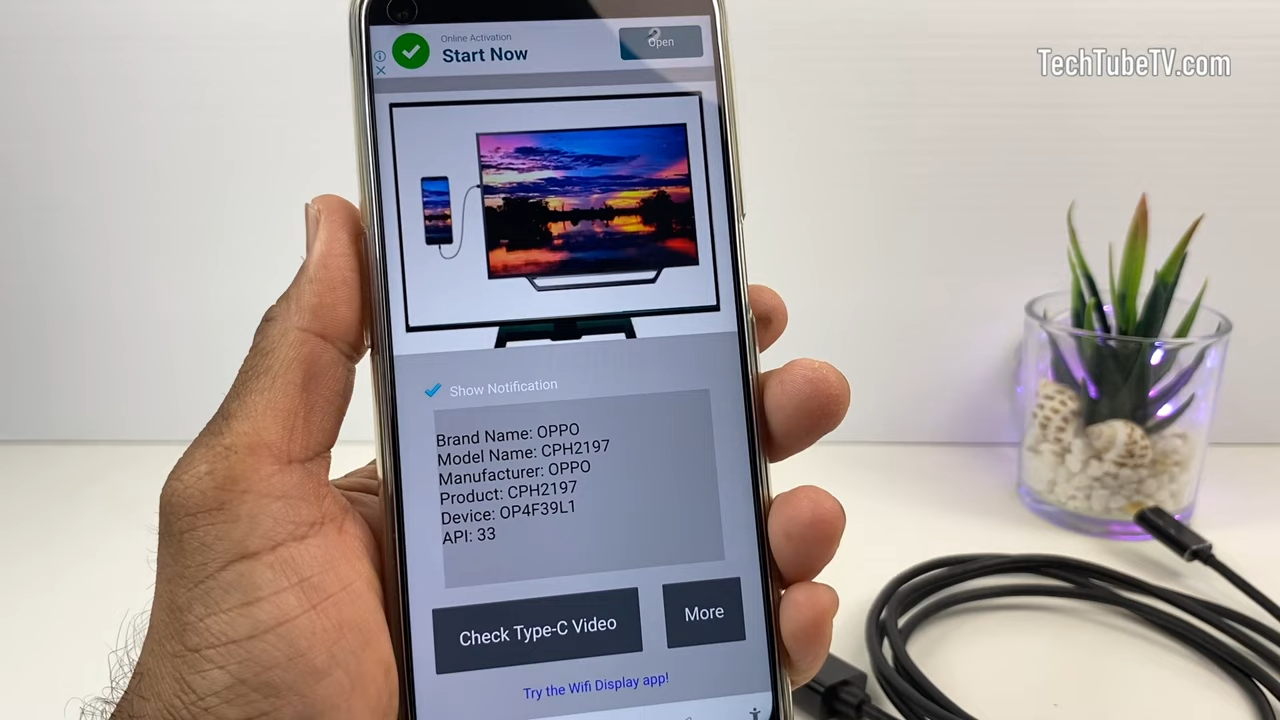 Online Activation
Start Now
Open
TechTubeTV.com
Show Notification
Brand Name: OPPO
Model Name: CPH2197
Manufacturer: OPPO
Product: CPH2197
Device: OP4F39L1
API: 33
Check Type-C Video
More
Try the Wifi Display app!